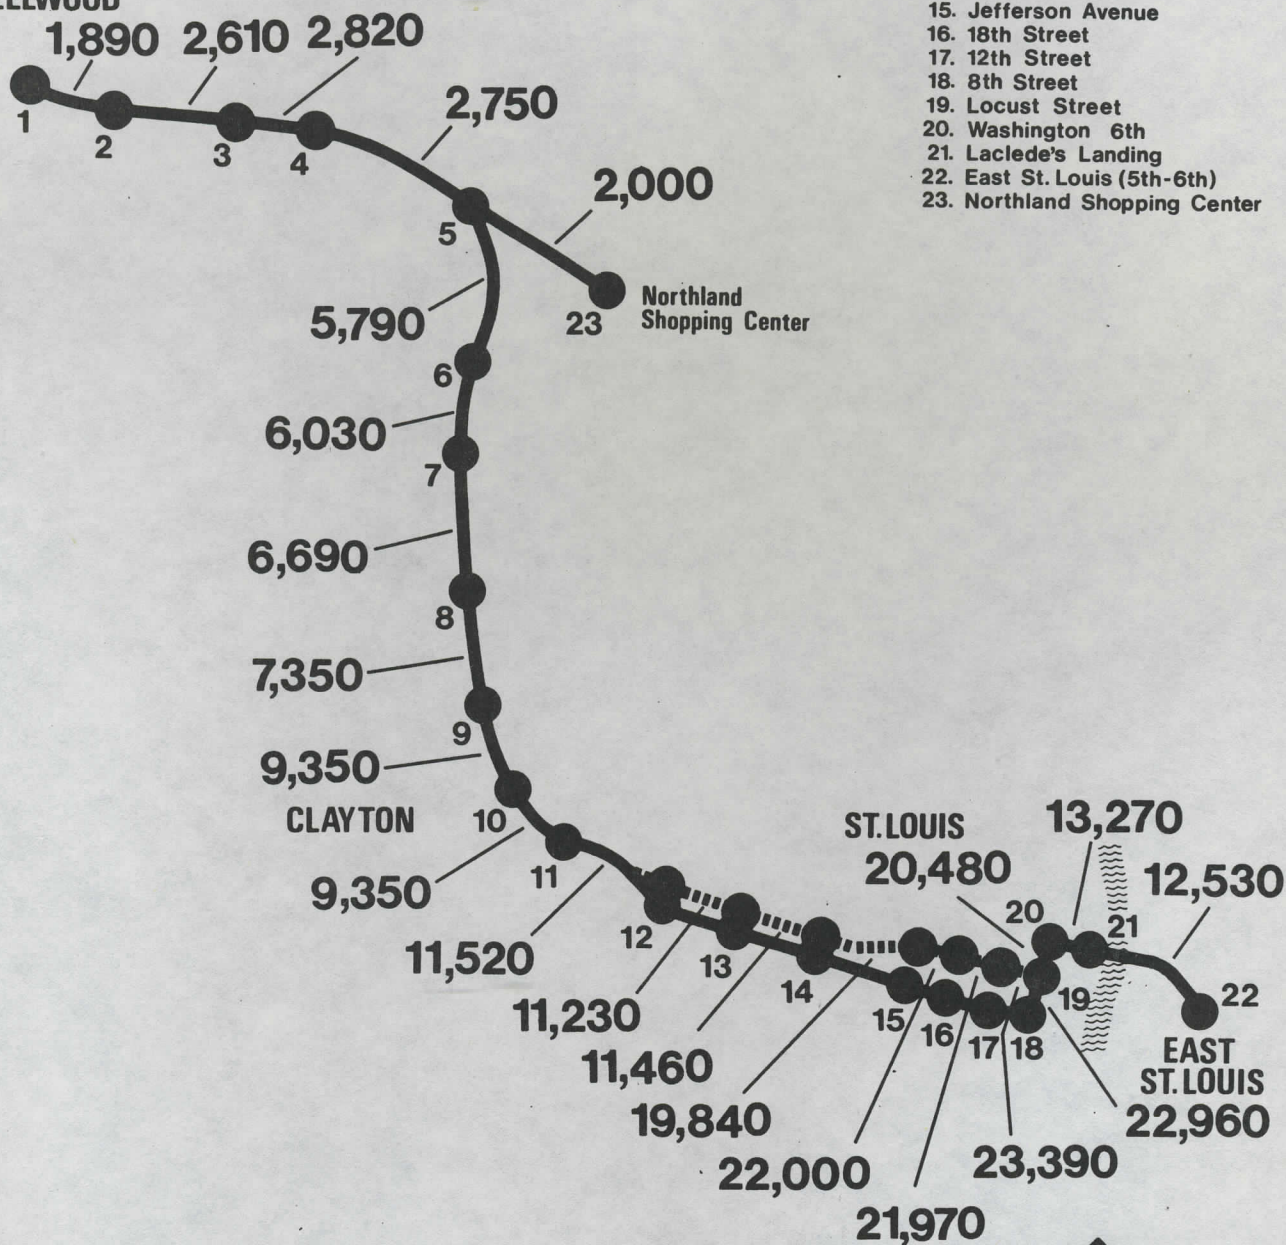 1,890 2,610 2,820
15. Jefferson Avenue
16. 18th Street
17. 12th Street
18. 8th Street
19. Locust Street
20. Washington 6th
21. Laclede's Landing
22. East St. Louis (5th-6th)
23. Northland Shopping Center
1
2
3
4
2,750
2,000
5
5,790
23
Northland
Shopping Center
6
6,030
7
6,690
8
7,350
9
9,350
CLAYTON
10
9,350
11
11,520
12
11,230
13
11,460
14
19,840
15
22,000
16
21,970
17
23,390
18
ST. LOUIS
20,480
13,270
12,530
20
21
19
22
EAST
ST. LOUIS
22,960